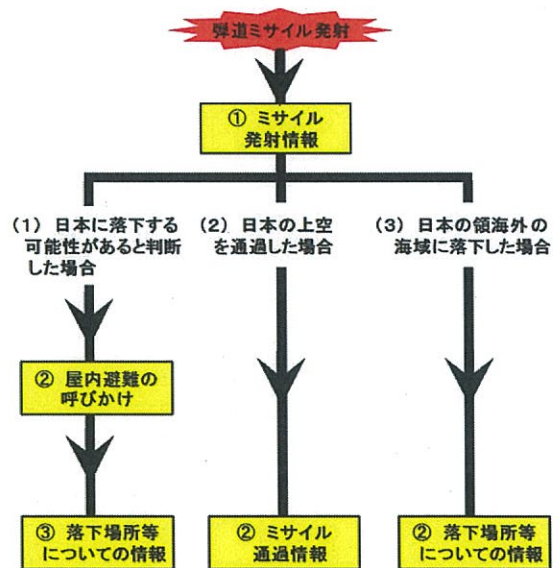 弾道ミサイル発射
① ミサイル
発射情報
(1) 日本に落下する
可能性があると判断
した場合
(2) 日本の上空
を通過した場合
(3) 日本の領海外の
海域に落下した場合
② 屋内避難の
呼びかけ
③ 落下場所等
についての情報
② ミサイル
通過情報
② 落下場所等
についての情報